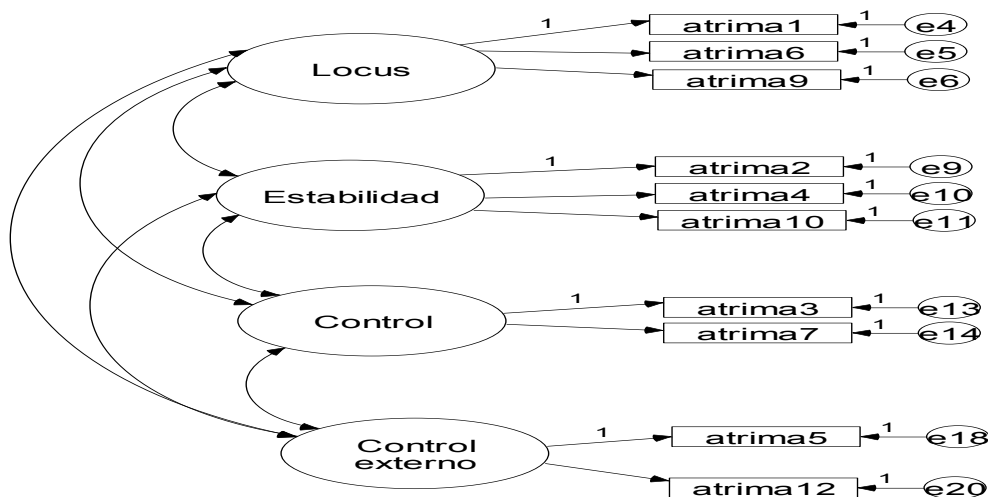 1 atrima1 1 e4
Locus atrima6 1 e5
atrima9 1 e6
1 atrima2 1 e9
Estabilidad atrima4 1 e10
atrima10 1 e11
1 atrima3 1 e13
Control atrima7 1 e14
1 atrima5 1 e18
Control
externo
atrima12 1 e20